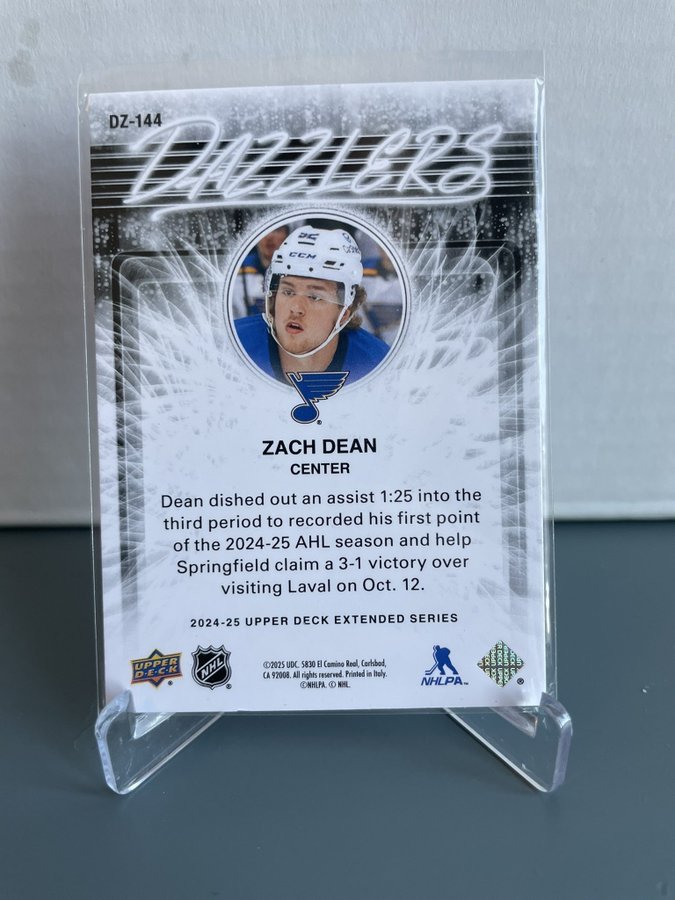 DZ-144
DAZZLERS
CCM
ZACH DEAN
CENTER
Dean dished out an assist 1:25 into the
third period to recorded his first point
of the 2024-25 AHL season and help
Springfield claim a 3-1 victory over
visiting Laval on Oct. 12.
2024-25 UPPER DECK EXTENDED SERIES
UPPER
DECK
NHL
©2025 UDC. 5830 El Camino Real, Carlsbad,
CA 92008. All rights reserved. Printed in Italy.
©NHLPA. © NHL.
NHLPA™